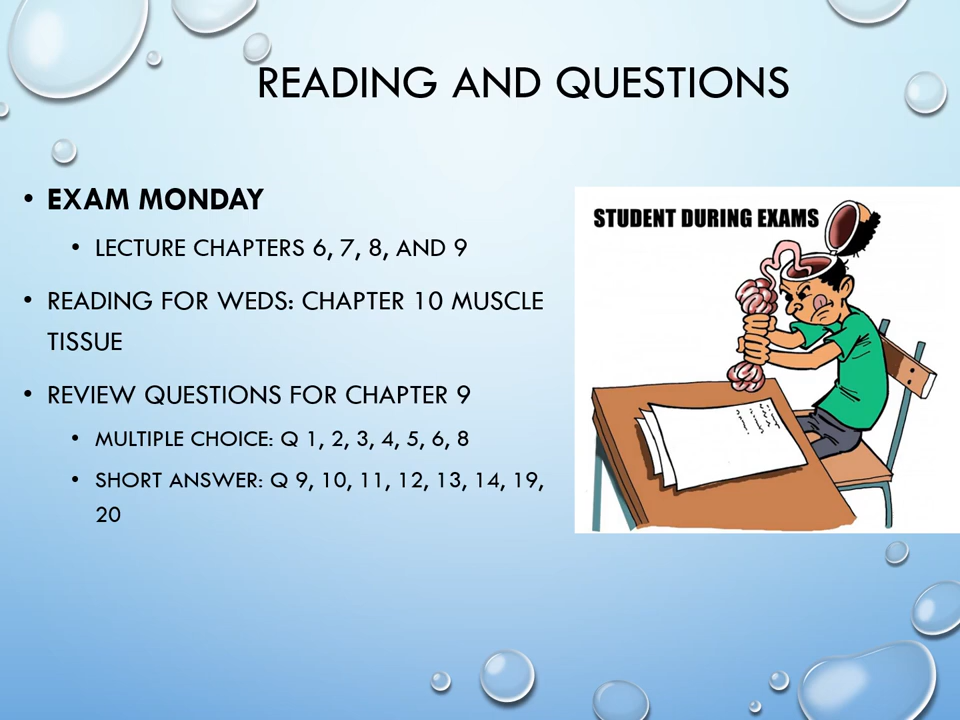 READING AND QUESTIONS
• EXAM MONDAY
• LECTURE CHAPTERS 6, 7, 8, AND 9
• READING FOR WEDS: CHAPTER 10 MUSCLE
TISSUE
• REVIEW QUESTIONS FOR CHAPTER 9
• MULTIPLE CHOICE: Q 1, 2, 3, 4, 5, 6, 8
• SHORT ANSWER: Q 9, 10, 11, 12, 13, 14, 19,
20
STUDENT DURING EXAMS